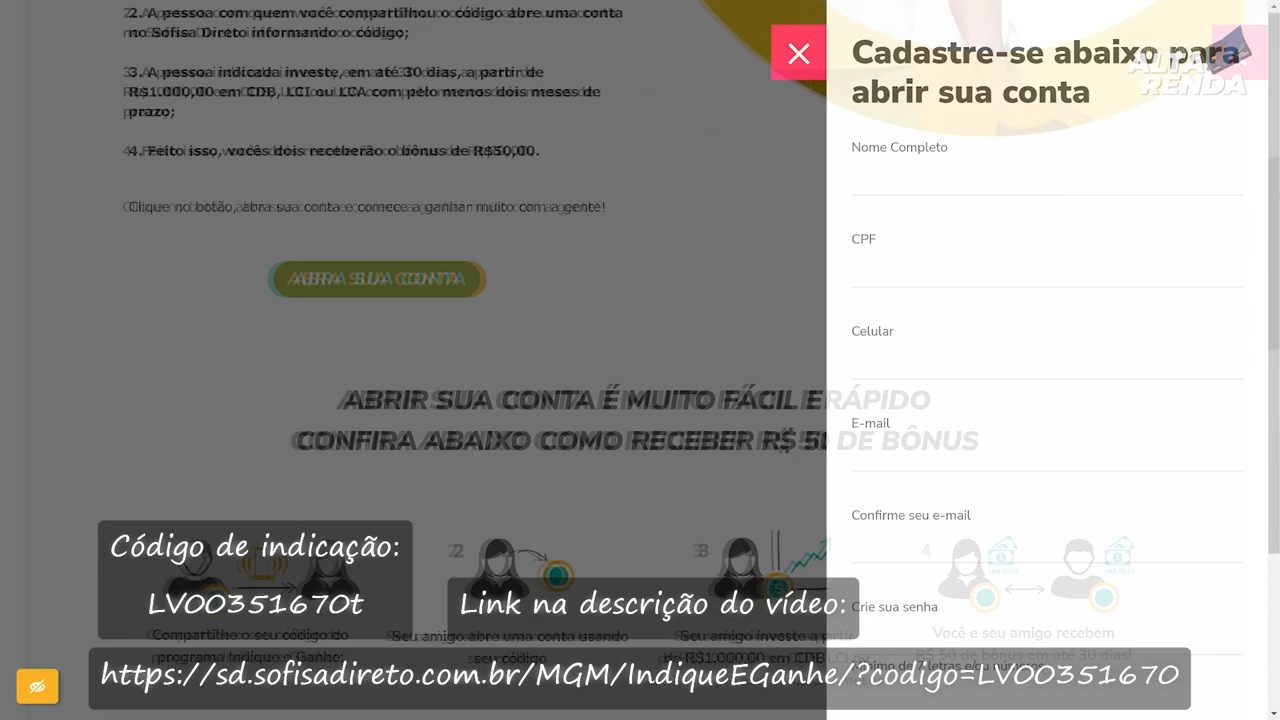 2. A pessoa com quem você compartilhou o código abre uma conta
no Sofisa Direto informando o código;
3. A pessoa indicada investe, em até 30 dias, a partir de
R$1.000,00 em CDB, LCI ou LCA com pelo menos dois meses de
prazo;
4. Feito isso, vocês dois receberão o bônus de R$50,00.
Clique no botão, abra sua conta e comece a ganhar muito com a gente!
ABRA SUA CONTA
ABRIR SUA CONTA É MUITO FÁCIL E RÁPIDO
CONFIRA ABAIXO COMO RECEBER R$ 50 DE BÔNUS
2
3
4
Compartilhe o seu código do
programa Indique e Ganhe;
Seu amigo abre uma conta usando
seu código
Seu amigo investe a partir
de R$1.000,00 em CDB LCI ou
Você e seu amigo recebem
R$ 50 de bônus em até 30 dias!
Cadastre-se abaixo para
abrir sua conta
ALTA
RENDA
Nome Completo
CPF
Celular
E-mail
Confirme seu e-mail
Crie sua senha
Código de indicação:
LV00351670t
Link na descrição do vídeo:
https://sd.sofisadireto.com.br/MGM/IndiqueEGanhe/?codigo=LV00351670